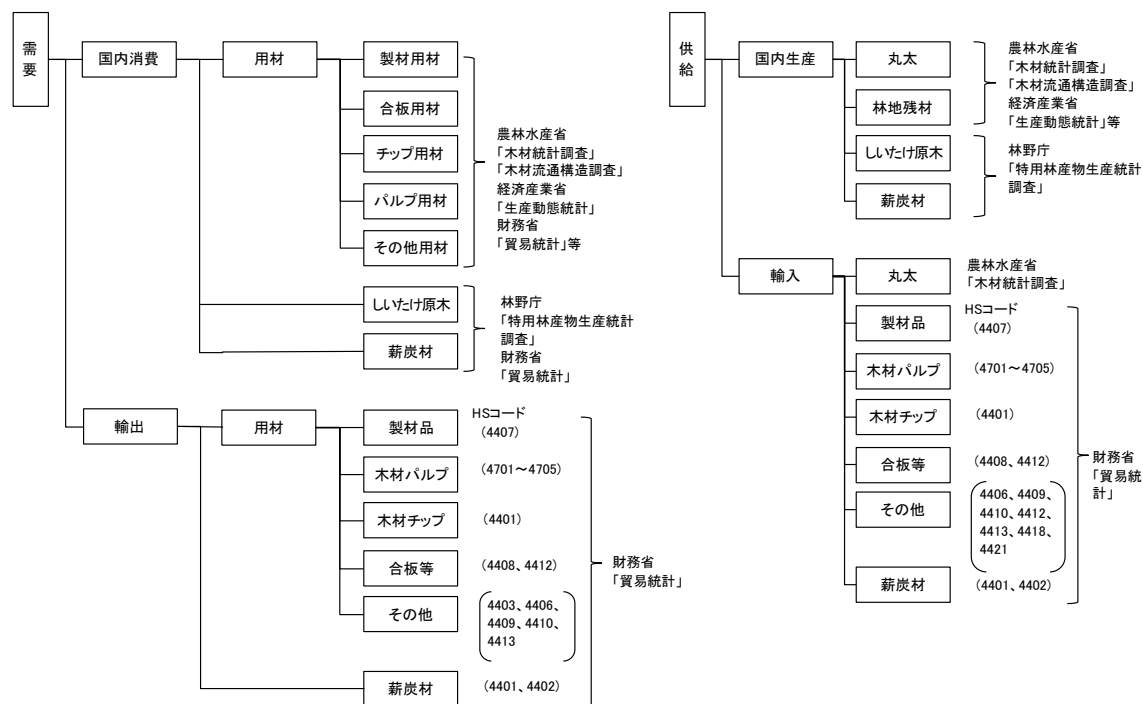 需
要
国内消費
用材
製材用材
合板用材
チップ用材
パルプ用材
その他用材
農林水産省
「木材統計調査」
「木材流通構造調査」
経済産業省
「生産動態統計」
財務省
「貿易統計」等
しいたけ原木
薪炭材
林野庁
「特用林産物生産統計
調査」
財務省
「貿易統計」
輸出
用材
製材品
HSコード
(4407)
木材パルプ
(4701～4705)
木材チップ
(4401)
合板等
(4408、4412)
その他
4403、4406、
4409、4410、
4413
薪炭材
(4401、4402)
財務省
「貿易統計」
供
給
国内生産
丸太
林地残材
農林水産省
「木材統計調査」
「木材流通構造調査」
経済産業省
「生産動態統計」等
しいたけ原木
薪炭材
林野庁
「特用林産物生産統計
調査」
輸入
丸太
農林水産省
「木材統計調査」
製材品
HSコード
(4407)
木材パルプ
(4701～4705)
木材チップ
(4401)
合板等
(4408、4412)
その他
4406、4409、
4410、4412、
4413、4418、
4421
薪炭材
(4401、4402)
財務省
「貿易統
計」